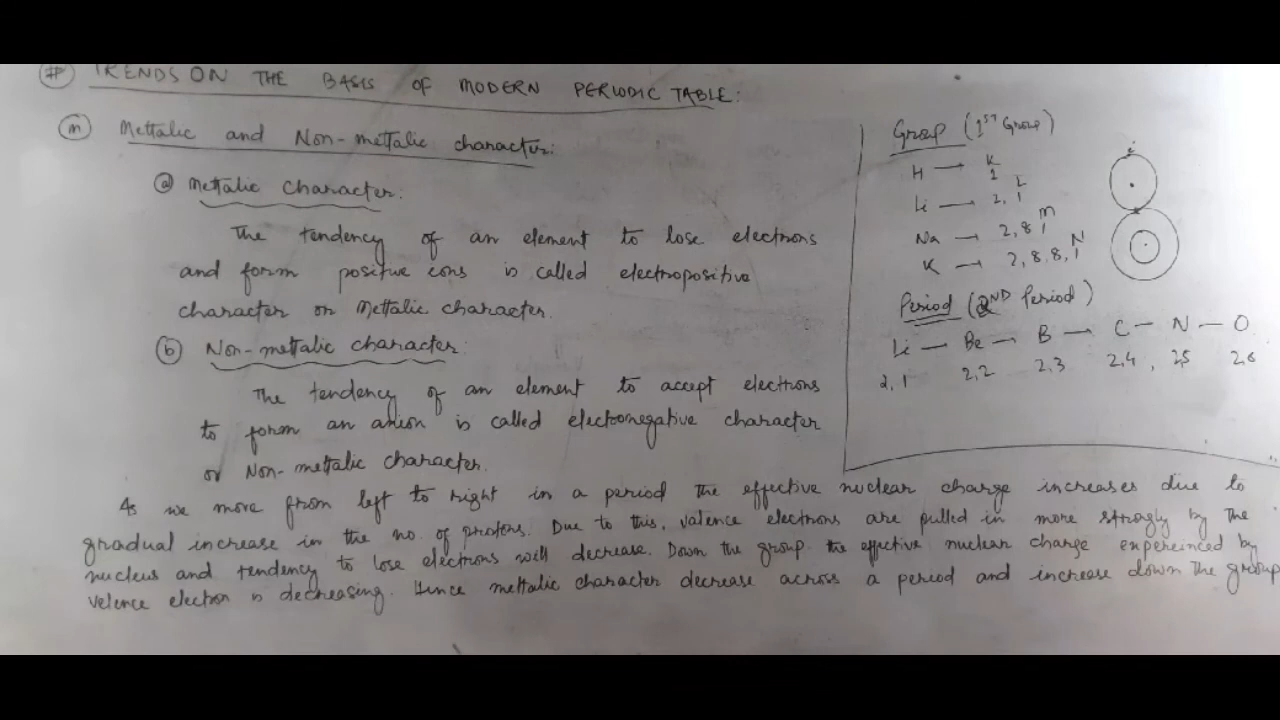 # TRENDS ON THE BASIS OF MODERN PERIODIC TABLE:
(m) Mettalic and Non-mettalic character:
(a) Mettalic Character:
The tendency of an element to lose electrons
and form positive ions is called electropositive
character or Mettalic character.
(b) Non-mettalic character:
The tendency of an element to accept electrons
to form an anion is called electronegative character
or Non-mettalic character.
As we move from left to right in a period the effective nuclear charge increases due to
gradual increase in the no. of protons. Due to this, valence electrons are pulled in more strongly by the
nucleus and tendency to lose electrons will decrease. Down the group the effective nuclear charge expereinced by
velence electron is decreasing. Hence mettalic character decrease across a period and increase down the group
Group (1ST Group)
K
H → 1
L
Li → 2, 1
M
Na → 2, 8, 1
N
K → 2, 8, 8, 1
Period (2ND Period)
Li — Be → B → C — N — O
2, 1 2,2 2,3 2,4, 2,5 2,6